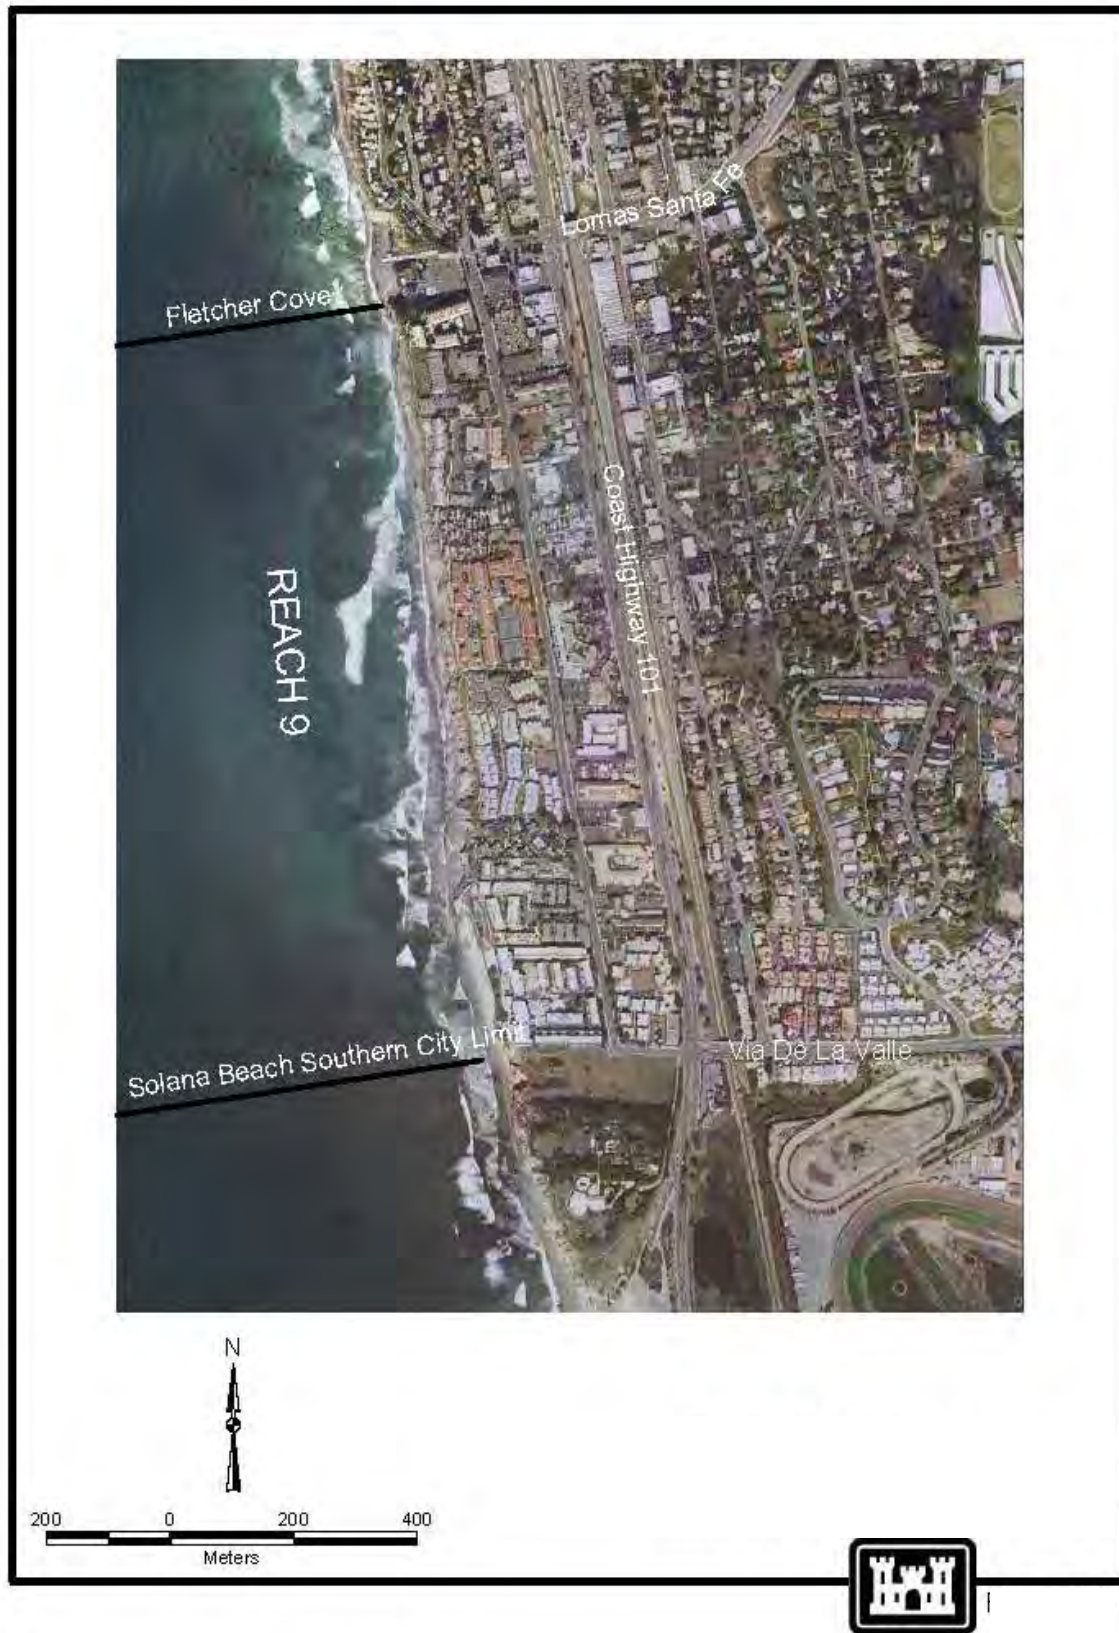 Lomas Santa Fe
Fletcher Cove
Coast Highway 101
REACH 9
Solana Beach Southern City Limit
Via De La Valle
N
200 0 200 400
Meters